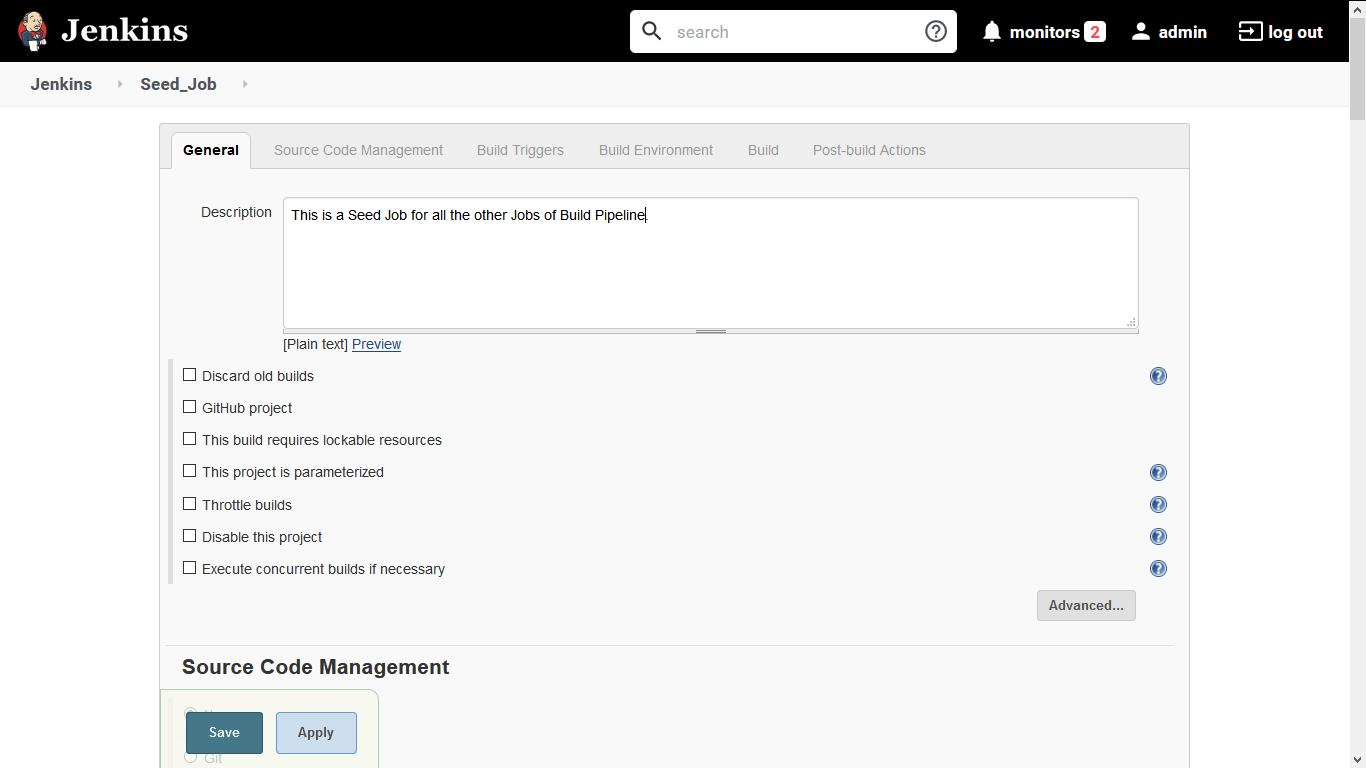 Jenkins
search
monitors 2
admin
log out
Jenkins
Seed_Job
General
Source Code Management
Build Triggers
Build Environment
Build
Post-build Actions
Description
This is a Seed Job for all the other Jobs of Build Pipeline.
[Plain text] Preview
Discard old builds
GitHub project
This build requires lockable resources
This project is parameterized
Throttle builds
Disable this project
Execute concurrent builds if necessary
Advanced...
Source Code Management
Save
Apply
Git